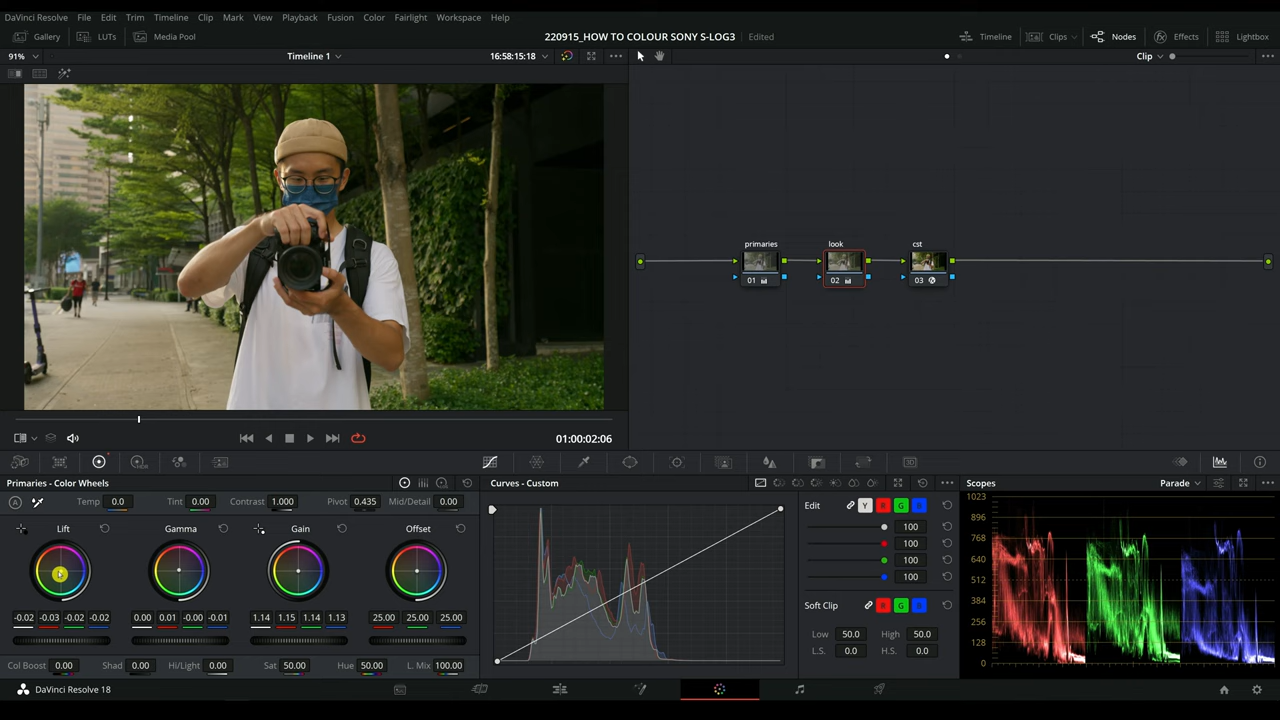 DaVinci Resolve File Edit Trim Timeline Clip Mark View Playback Fusion Color Fairlight Workspace Help
Gallery LUTs Media Pool 220915_HOW TO COLOUR SONY S-LOG3 Edited Timeline Clips Nodes Effects Lightbox
91% Timeline 1 16:58:15:18 Clip
primaries look cst
01 02 03
01:00:02:06
Primaries - Color Wheels Curves - Custom Scopes Parade
Temp 0.0 Tint 0.00 Contrast 1.000 Pivot 0.435 Mid/Detail 0.00 Edit Y R G B
Lift Gamma Gain Offset
100
100
100
100
-0.02 -0.03 -0.02 -0.02 0.00 0.01 -0.00 -0.01 1.14 1.15 1.14 1.13 25.00 25.00 25.00
Soft Clip R G B
Low 50.0 High 50.0
L.S. 0.0 H.S. 0.0
Col Boost 0.00 Shad 0.00 Hi/Light 0.00 Sat 50.00 Hue 50.00 L. Mix 100.00
1023
896
768
640
512
384
256
128
0
DaVinci Resolve 18